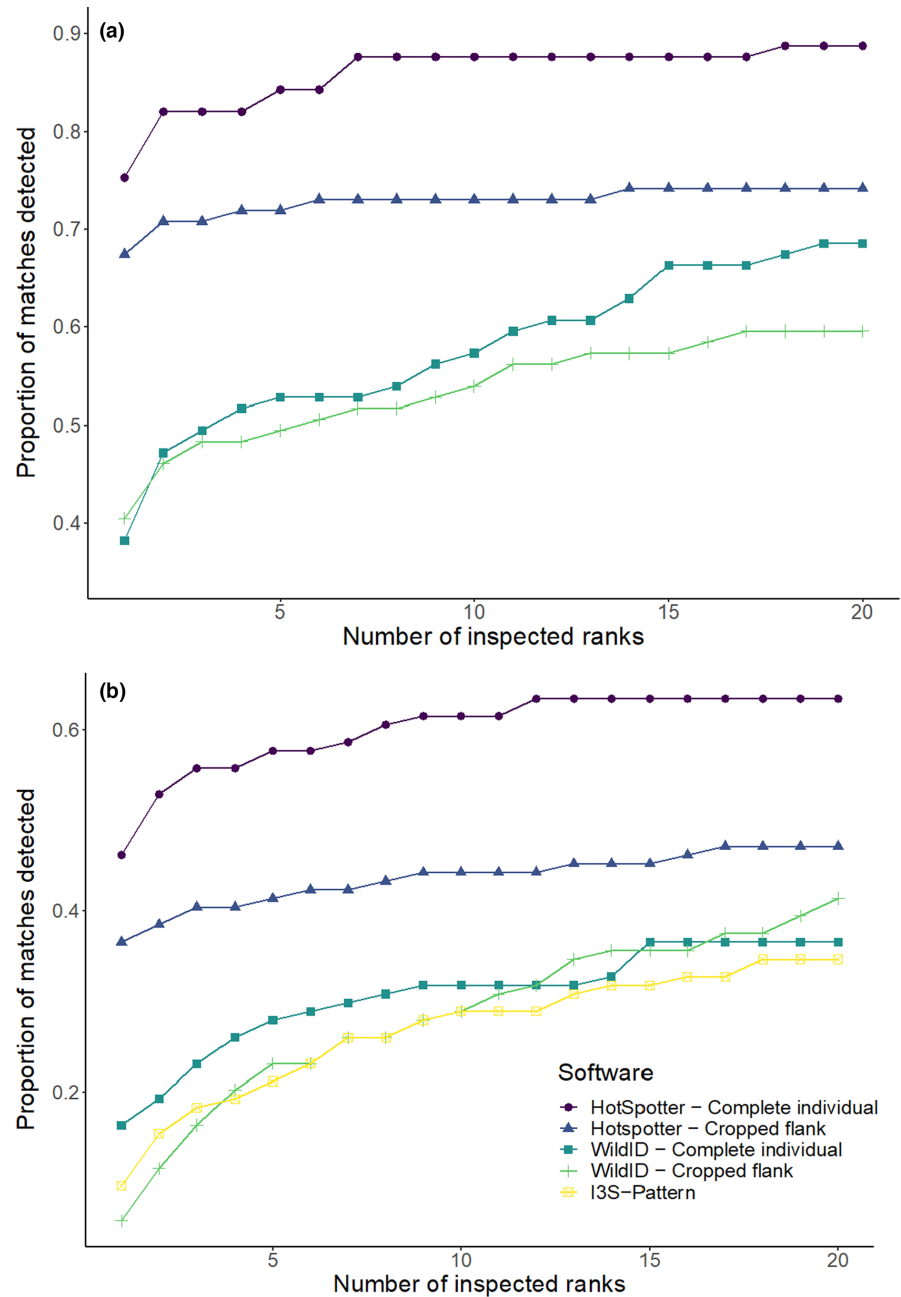 (a)
0.9
0.8
0.7
0.6
0.5
0.4
Proportion of matches detected
5 10 15 20
Number of inspected ranks
(b)
0.6
0.4
0.2
Proportion of matches detected
Software
HotSpotter − Complete individual
Hotspotter − Cropped flank
WildID − Complete individual
WildID − Cropped flank
I3S−Pattern
5 10 15 20
Number of inspected ranks